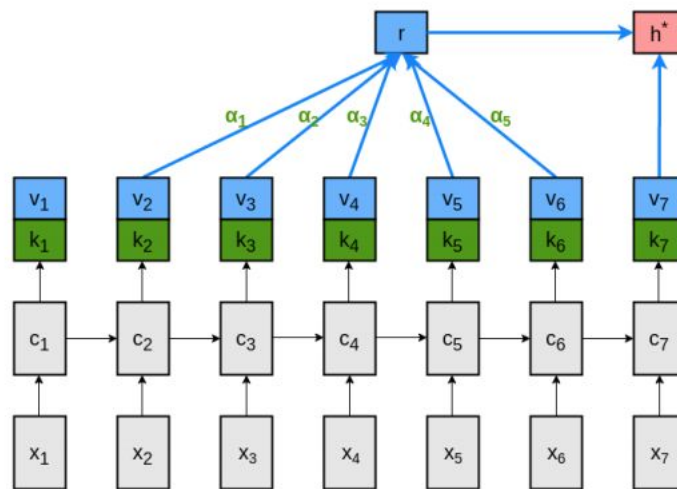 r h*
α₁ α₂ α₃ α₄ α₅
v₁ v₂ v₃ v₄ v₅ v₆ v₇
k₁ k₂ k₃ k₄ k₅ k₆ k₇
c₁ c₂ c₃ c₄ c₅ c₆ c₇
x₁ x₂ x₃ x₄ x₅ x₆ x₇